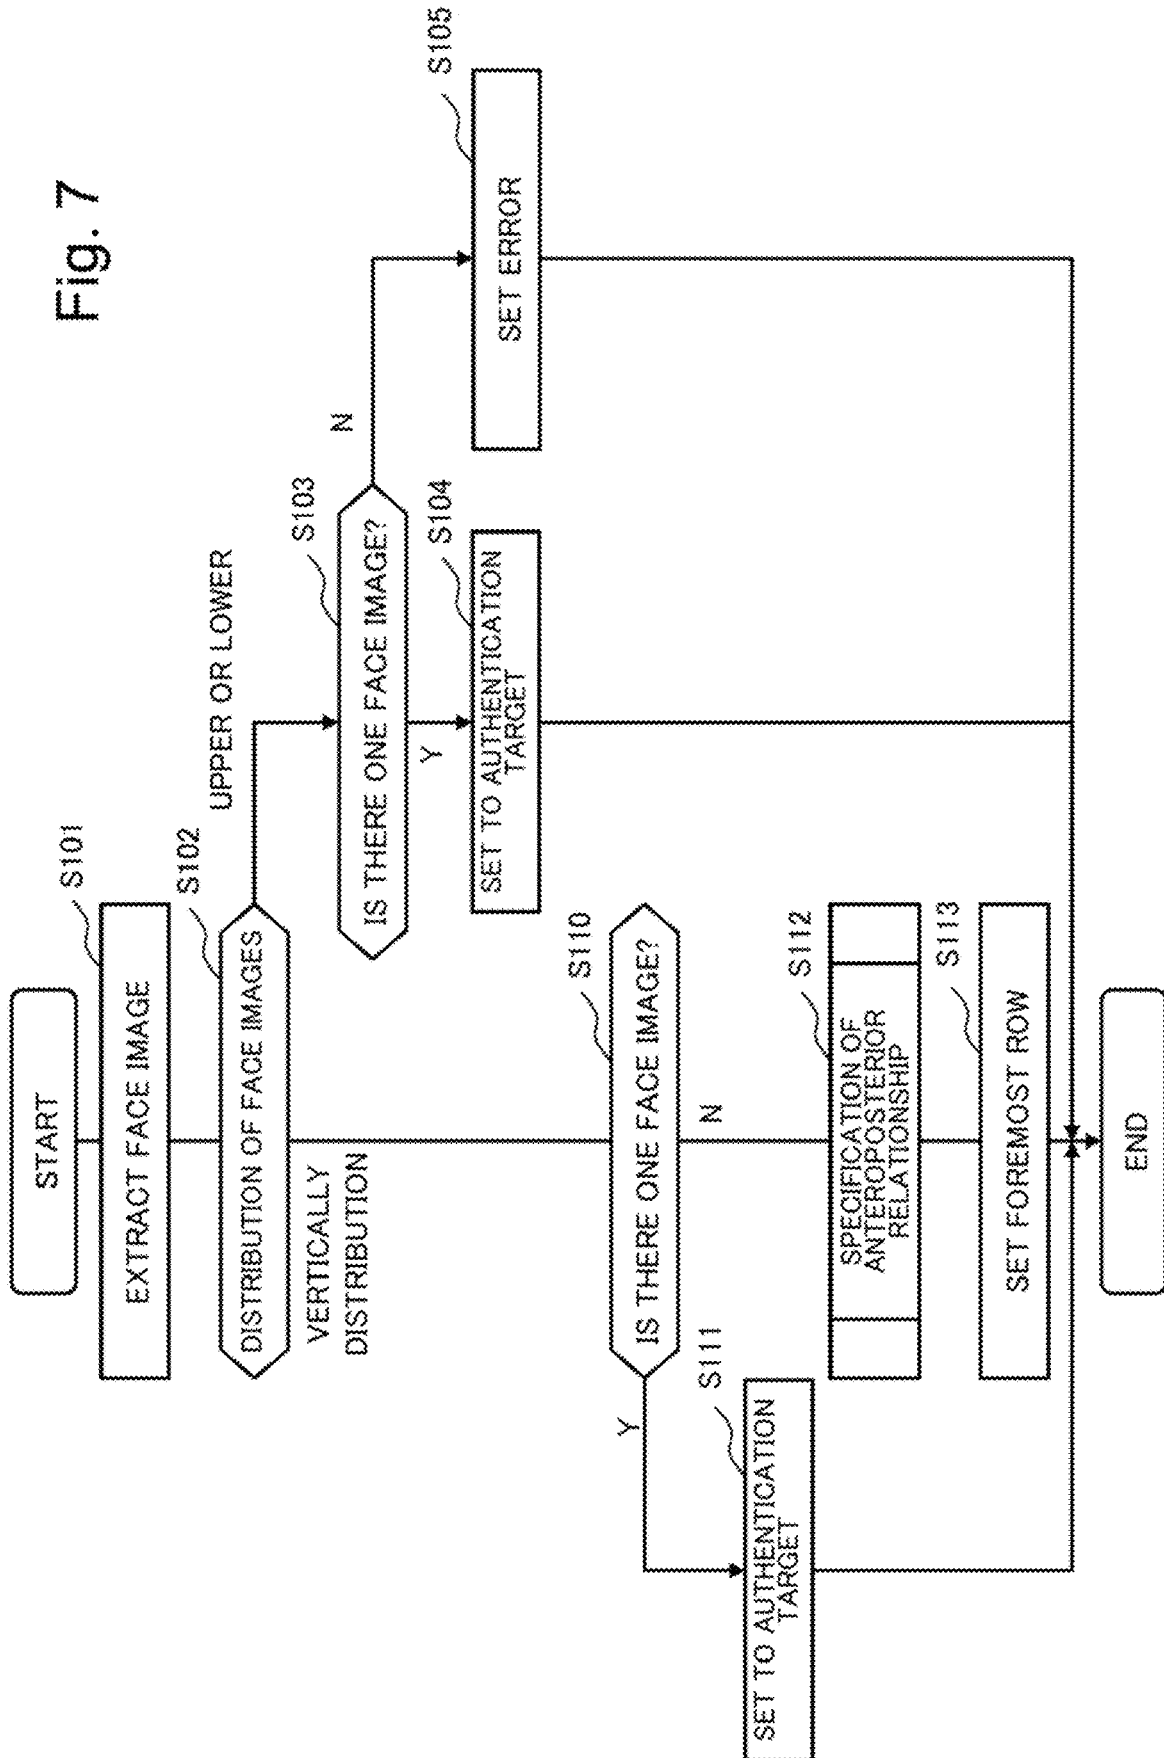 Fig. 7
START
S101
EXTRACT FACE IMAGE
S102
DISTRIBUTION OF FACE IMAGES
UPPER OR LOWER
VERTICALLY
DISTRIBUTION
S103
IS THERE ONE FACE IMAGE?
N
Y
S104
SET TO AUTHENTICATION
TARGET
S105
SET ERROR
S110
IS THERE ONE FACE IMAGE?
Y
N
S111
SET TO AUTHENTICATION
TARGET
S112
SPECIFICATION OF
ANTEROPOSTERIOR
RELATIONSHIP
S113
SET FOREMOST ROW
END